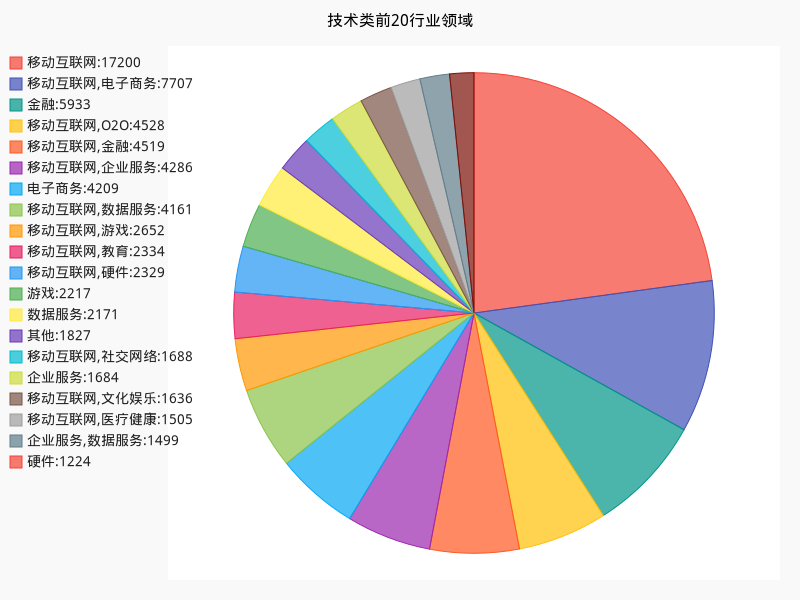 技术类前20行业领域
移动互联网:17200
移动互联网,电子商务:7707
金融:5933
移动互联网,O2O:4528
移动互联网,金融:4519
移动互联网,企业服务:4286
电子商务:4209
移动互联网,数据服务:4161
移动互联网,游戏:2652
移动互联网,教育:2334
移动互联网,硬件:2329
游戏:2217
数据服务:2171
其他:1827
移动互联网,社交网络:1688
企业服务:1684
移动互联网,文化娱乐:1636
移动互联网,医疗健康:1505
企业服务,数据服务:1499
硬件:1224